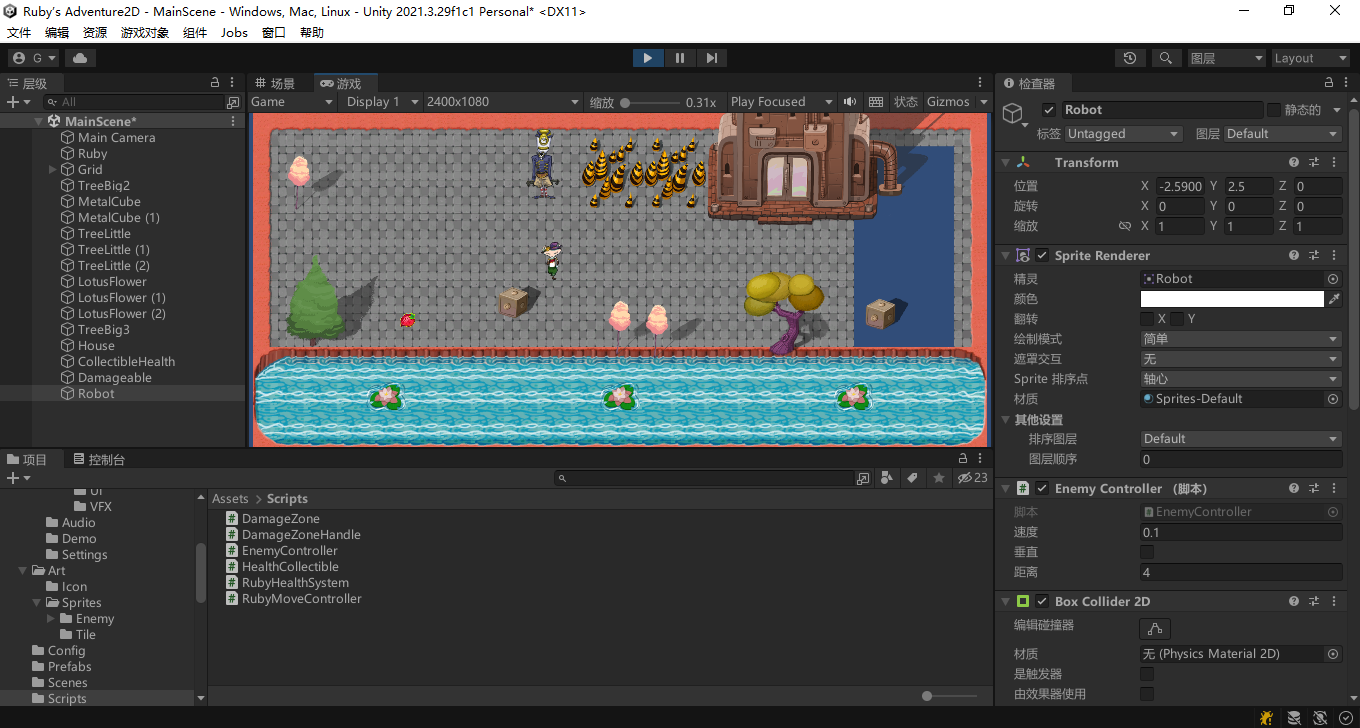 Ruby's Adventure2D - MainScene - Windows, Mac, Linux - Unity 2021.3.29f1c1 Personal* <DX11>
文件 编辑 资源 游戏对象 组件 Jobs 窗口 帮助
G 图层 Layout
层级
All
MainScene*
Main Camera
Ruby
Grid
TreeBig2
MetalCube
MetalCube (1)
TreeLittle
TreeLittle (1)
TreeLittle (2)
LotusFlower
LotusFlower (1)
LotusFlower (2)
TreeBig3
House
CollectibleHealth
Damageable
Robot
场景 游戏
Game Display 1 2400x1080 缩放 0.31x Play Focused 状态 Gizmos
检查器
Robot 静态的
标签 Untagged 图层 Default
Transform
位置 X -2.5900 Y 2.5 Z 0
旋转 X 0 Y 0 Z 0
缩放 X 1 Y 1 Z 1
Sprite Renderer
精灵 Robot
颜色
翻转 X Y
绘制模式 简单
遮罩交互 无
Sprite 排序点 轴心
材质 Sprites-Default
其他设置
排序图层 Default
图层顺序 0
Enemy Controller （脚本）
脚本 EnemyController
速度 0.1
垂直
距离 4
Box Collider 2D
编辑碰撞器
材质 无 (Physics Material 2D)
是触发器
由效果器使用
项目 控制台
23
UI
VFX
Audio
Demo
Settings
Art
Icon
Sprites
Enemy
Tile
Config
Prefabs
Scenes
Scripts
Assets > Scripts
DamageZone
DamageZoneHandle
EnemyController
HealthCollectible
RubyHealthSystem
RubyMoveController